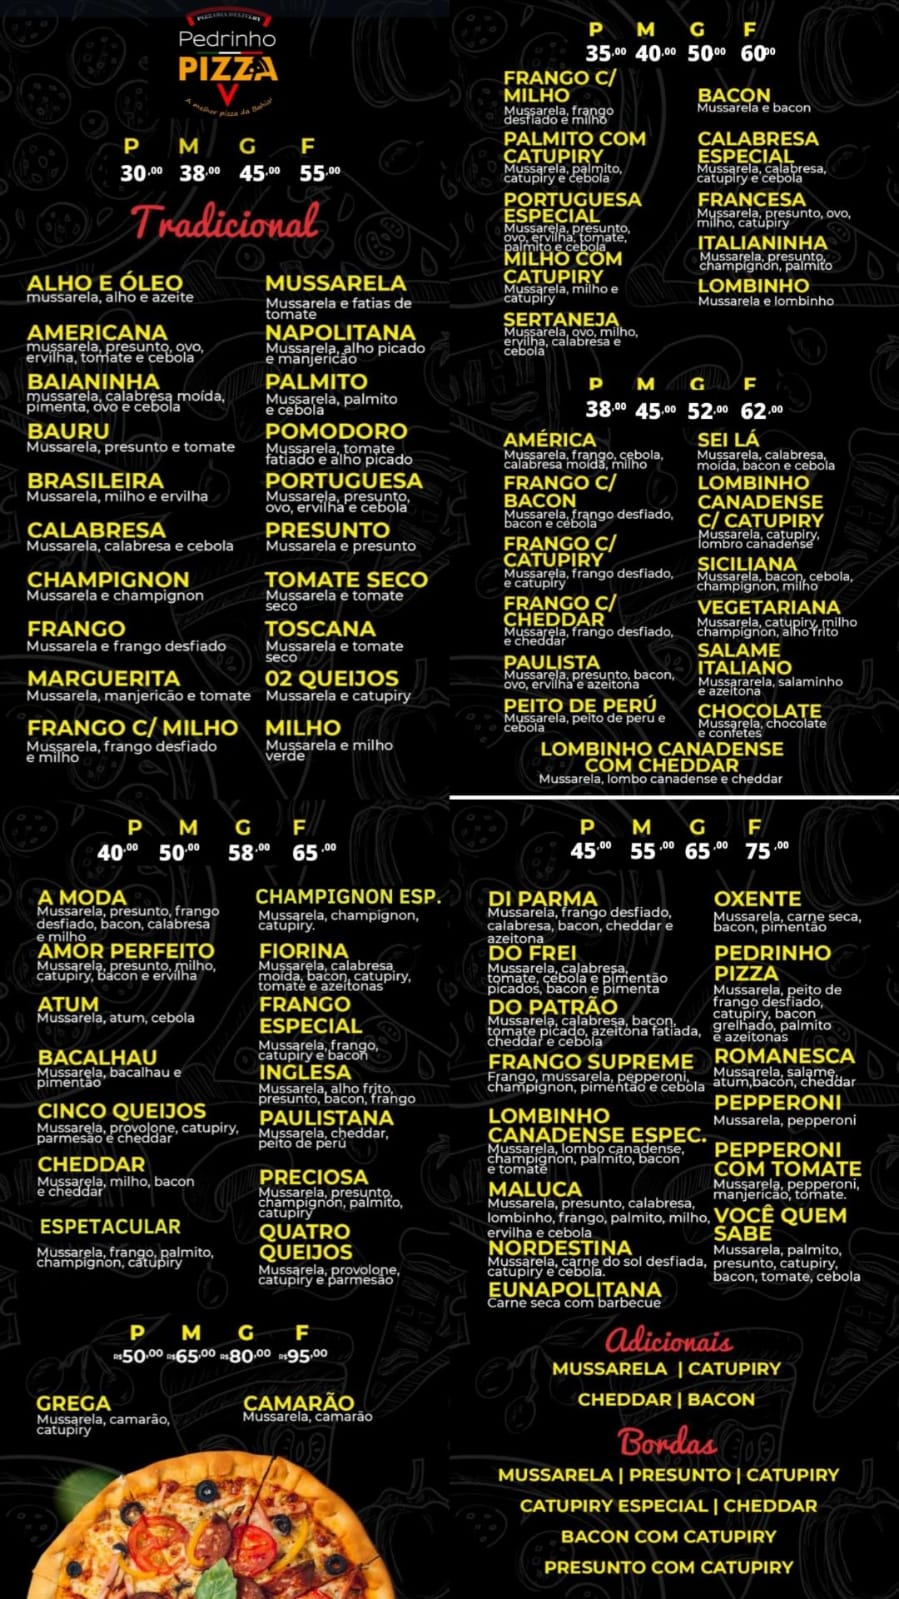 PIZZARIA DELIVERY
Pedrinho
PIZZA
A melhor pizza da Bahia!
P M G F
30,00 38,00 45,00 55,00
Tradicional
ALHO E ÓLEO
mussarela, alho e azeite
AMERICANA
mussarela, presunto, ovo,
ervilha, tomate e cebola
BAIANINHA
mussarela, calabresa moída,
pimenta, ovo e cebola
BAURU
Mussarela, presunto e tomate
BRASILEIRA
Mussarela, milho e ervilha
CALABRESA
Mussarela, calabresa e cebola
CHAMPIGNON
Mussarela e champignon
FRANGO
Mussarela e frango desfiado
MARGUERITA
Mussarela, manjericão e tomate
FRANGO C/ MILHO
Mussarela, frango desfiado
e milho
MUSSARELA
Mussarela e fatias de
tomate
NAPOLITANA
Mussarela, alho picado
e manjericão
PALMITO
Mussarela, palmito
e cebola
POMODORO
Mussarela, tomate
fatiado e alho picado
PORTUGUESA
Mussarela, presunto,
ovo, ervilha e cebola
PRESUNTO
Mussarela e presunto
TOMATE SECO
Mussarela e tomate
seco
TOSCANA
Mussarela e tomate
seco
02 QUEIJOS
Mussarela e catupiry
MILHO
Mussarela e milho
verde
P M G F
35,00 40,00 50,00 60,00
FRANGO C/
MILHO
Mussarela, frango
desfiado e milho
PALMITO COM
CATUPIRY
Mussarela, palmito,
catupiry e cebola
PORTUGUESA
ESPECIAL
Mussarela, presunto,
ovo, ervilha, tomate,
palmito e cebola
MILHO COM
CATUPIRY
Mussarela, milho e
catupiry
SERTANEJA
Mussarela, ovo, milho,
ervilha, calabresa e
cebola
BACON
Mussarela e bacon
CALABRESA
ESPECIAL
Mussarela, calabresa,
catupiry e cebola
FRANCESA
Mussarela, presunto, ovo,
milho, catupiry
ITALIANINHA
Mussarela, presunto,
champignon, palmito
LOMBINHO
Mussarela e lombinho
P M G F
38,00 45,00 52,00 62,00
AMÉRICA
Mussarela, frango, cebola,
calabresa moída, milho
FRANGO C/
BACON
Mussarela, frango desfiado,
bacon e cebola
FRANGO C/
CATUPIRY
Mussarela, frango desfiado,
e catupiry
FRANGO C/
CHEDDAR
Mussarela, frango desfiado,
e cheddar
PAULISTA
Mussarela, presunto, bacon,
ovo, ervilha e azeitona
PEITO DE PERÚ
Mussarela, peito de peru e
cebola
SEI LÁ
Mussarela, calabresa,
moída, bacon e cebola
LOMBINHO
CANADENSE
C/ CATUPIRY
Mussarela, catupiry,
lombro canadense
SICILIANA
Mussarela, bacon, cebola,
champignon, milho
VEGETARIANA
Mussarela, catupiry, milho
champignon, alho frito
SALAME
ITALIANO
Mussararela, salaminho
e azeitona
CHOCOLATE
Mussarela, chocolate
e confetes
LOMBINHO CANADENSE
COM CHEDDAR
Mussarela, lombo canadense e cheddar
P M G F
40,00 50,00 58,00 65,00
A MODA
Mussarela, presunto, frango
desfiado, bacon, calabresa
e milho
AMOR PERFEITO
Mussarela, presunto, milho,
catupiry, bacon e ervilha
ATUM
Mussarela, atum, cebola
BACALHAU
Mussarela, bacalhau e
pimentão
CINCO QUEIJOS
Mussarela, provolone, catupiry,
parmesão e cheddar
CHEDDAR
Mussarela, milho, bacon
e cheddar
ESPETACULAR
Mussarela, frango, palmito,
champignon, catupiry
CHAMPIGNON ESP.
Mussarela, champignon,
catupiry.
FIORINA
Mussarela, calabresa
moída, bacon, catupiry,
tomate e azeitonas
FRANGO
ESPECIAL
Mussarela, frango,
catupiry e bacon
INGLESA
Mussarela, alho frito,
presunto, bacon, frango
PAULISTANA
Mussarela, cheddar,
peito de perú
PRECIOSA
Mussarela, presunto,
champignon, palmito,
catupiry
QUATRO
QUEIJOS
Mussarela, provolone,
catupiry e parmesão
P M G F
R$50,00 R$65,00 R$80,00 R$95,00
GREGA
Mussarela, camarão,
catupiry
CAMARÃO
Mussarela, camarão
P M G F
45,00 55,00 65,00 75,00
DI PARMA
Mussarela, frango desfiado,
calabresa, bacon, cheddar e
azeitona
DO FREI
Mussarela, calabresa,
tomate, cebola e pimentão
picados, bacon e pimenta
DO PATRÃO
Mussarela, calabresa, bacon,
tomate picado, azeitona fatiada,
cheddar e cebola
FRANGO SUPREME
Frango, mussarela, pepperoni,
champignon, pimentão e cebola
LOMBINHO
CANADENSE ESPEC.
Mussarela, lombo canadense,
champignon, palmito, bacon
e tomate
MALUCA
Mussarela, presunto, calabresa,
lombinho, frango, palmito, milho,
ervilha e cebola
NORDESTINA
Mussarela, carne do sol desfiada,
catupiry e cebola.
EUNAPOLITANA
Carne seca com barbecue
OXENTE
Mussarela, carne seca,
bacon, pimentão
PEDRINHO
PIZZA
Mussarela, peito de
frango desfiado,
catupiry, bacon
grelhado, palmito
e azeitonas
ROMANESCA
Mussarela, salame,
atum,bacon, cheddar
PEPPERONI
Mussarela, pepperoni
PEPPERONI
COM TOMATE
Mussarela, pepperoni,
manjericão, tomate.
VOCÊ QUEM
SABE
Mussarela, palmito,
presunto, catupiry,
bacon, tomate, cebola
Adicionais
MUSSARELA | CATUPIRY
CHEDDAR | BACON
Bordas
MUSSARELA | PRESUNTO | CATUPIRY
CATUPIRY ESPECIAL | CHEDDAR
BACON COM CATUPIRY
PRESUNTO COM CATUPIRY